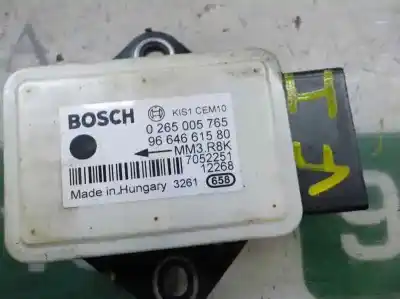 BOSCH KIS1 CEM10
0 265 005 765
96 646 615 80
MM3.R8K
7052251
12268
Made in Hungary 3261 658